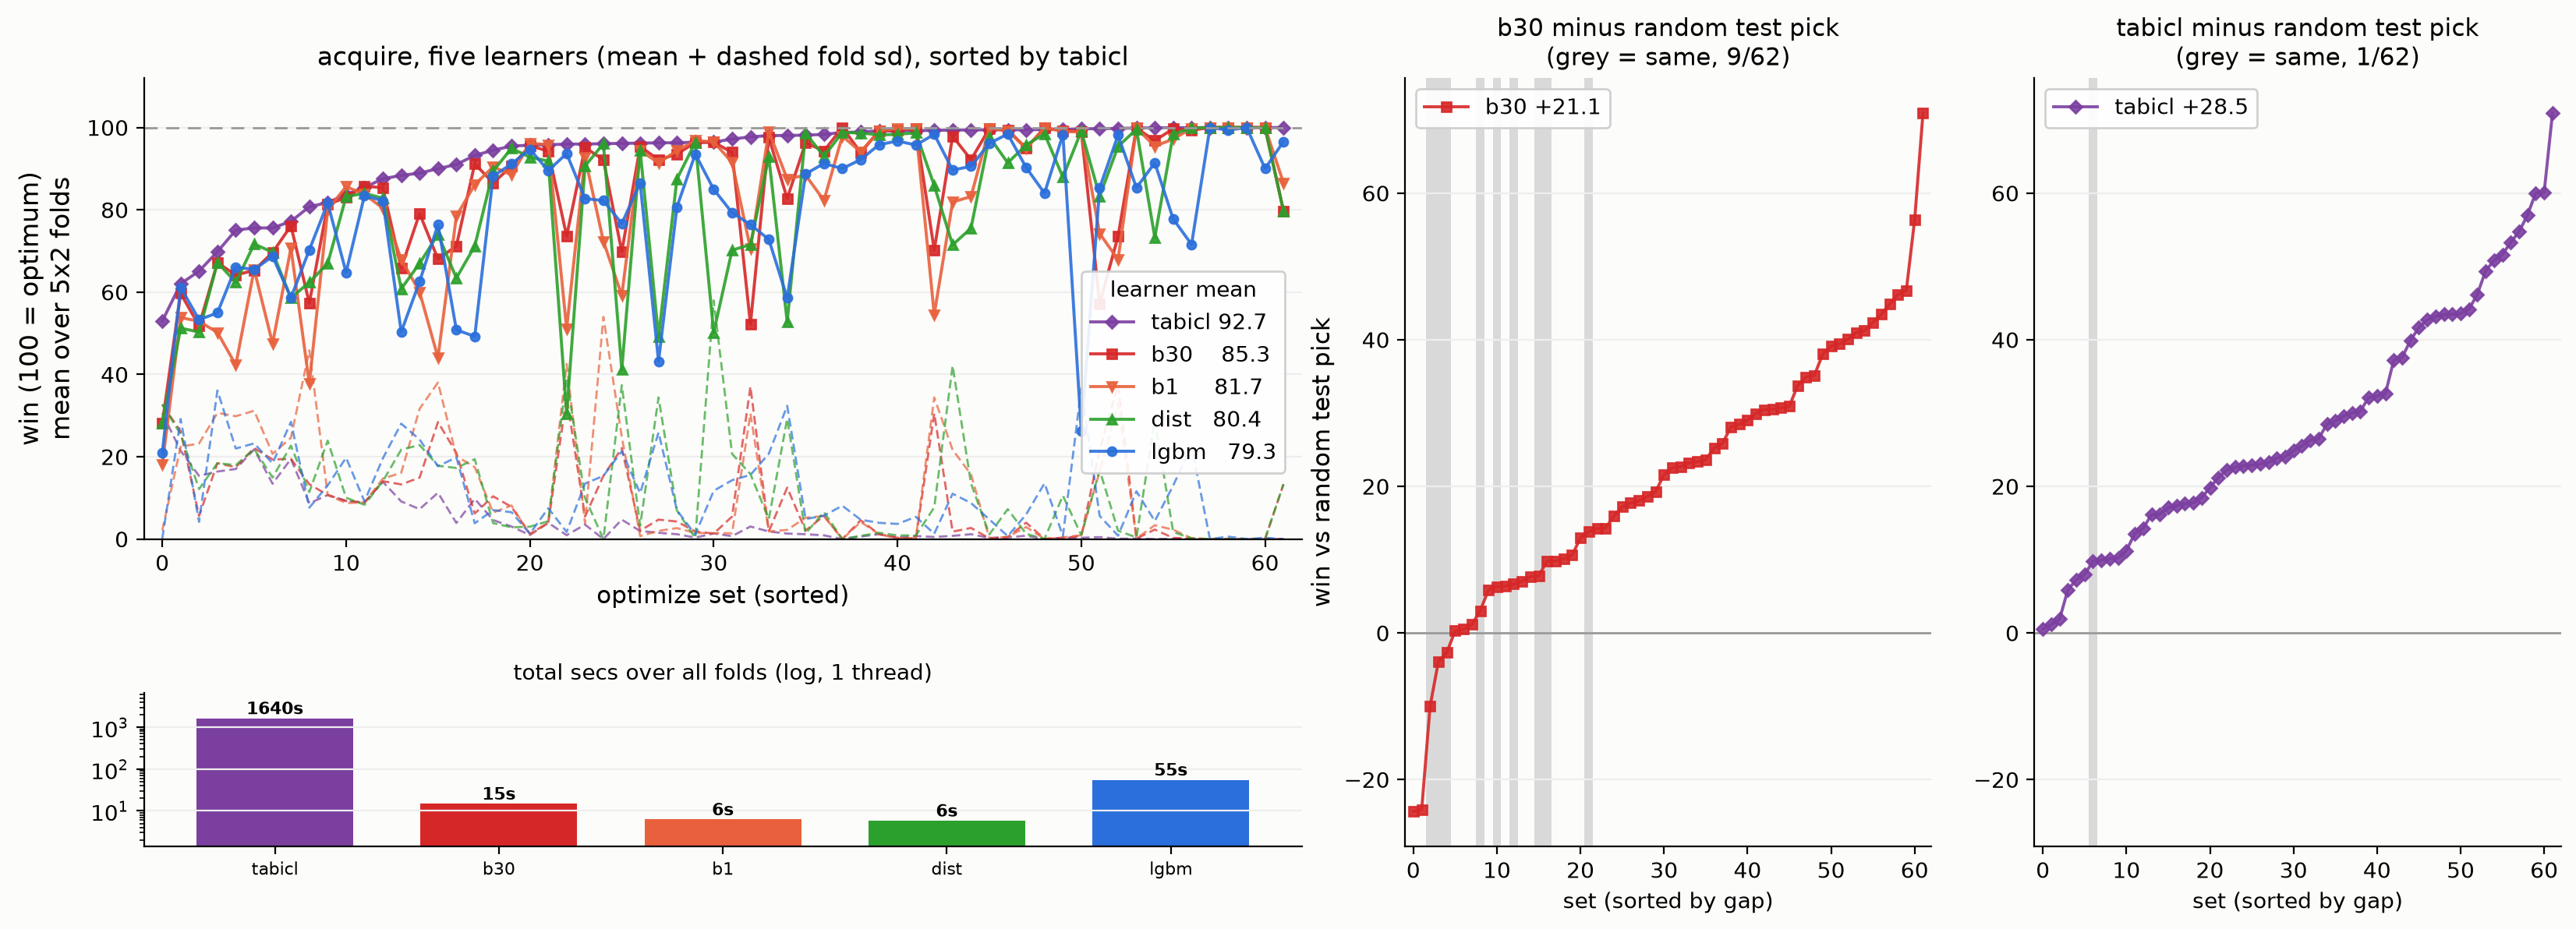 acquire, five learners (mean + dashed fold sd), sorted by tabicl
win (100 = optimum)
mean over 5x2 folds
100
80
60
40
20
0
0 10 20 30 40 50 60
optimize set (sorted)
learner mean
tabicl 92.7
b30 85.3
b1 81.7
dist 80.4
lgbm 79.3
total secs over all folds (log, 1 thread)
10³
10²
10¹
1640s
15s
6s
6s
55s
tabicl b30 b1 dist lgbm
b30 minus random test pick
(grey = same, 9/62)
b30 +21.1
win vs random test pick
60
40
20
0
−20
0 10 20 30 40 50 60
set (sorted by gap)
tabicl minus random test pick
(grey = same, 1/62)
tabicl +28.5
60
40
20
0
−20
0 10 20 30 40 50 60
set (sorted by gap)